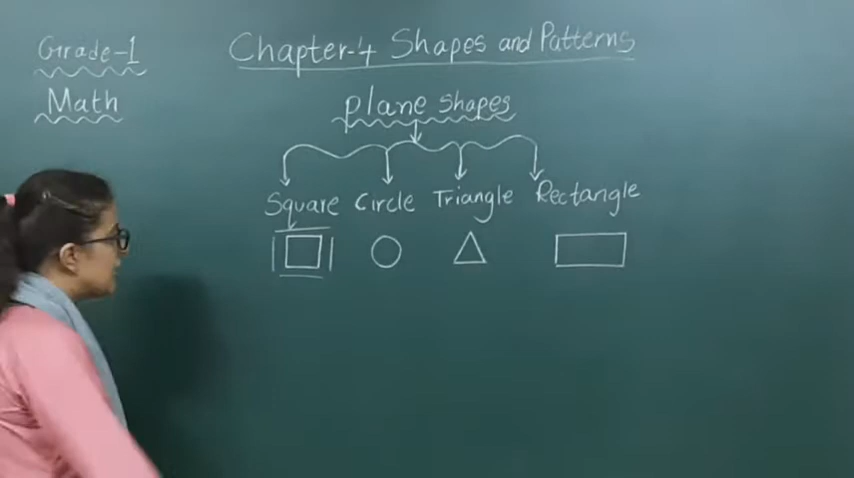 Grade-1
Chapter-4 Shapes and Patterns
Math
plane shapes
Square Circle Triangle Rectangle